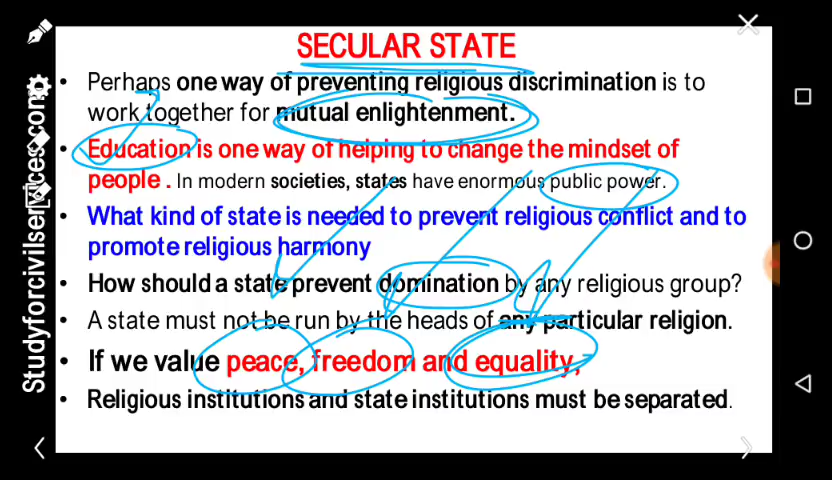 SECULAR STATE
• Perhaps one way of preventing religious discrimination is to
work together for mutual enlightenment.
• Education is one way of helping to change the mindset of
people . In modern societies, states have enormous public power.
• What kind of state is needed to prevent religious conflict and to
promote religious harmony
• How should a state prevent domination by any religious group?
• A state must not be run by the heads of any particular religion.
• If we value peace, freedom and equality,
• Religious institutions and state institutions must be separated.
Studyforcivilservices.com